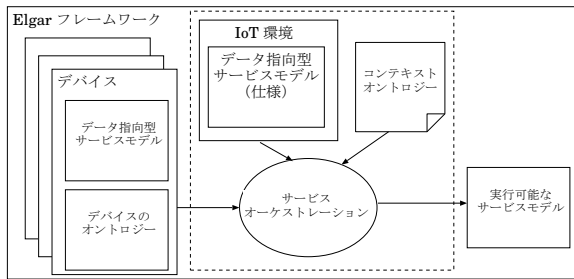 Elgar フレームワーク
デバイス
データ指向型
サービスモデル
デバイスの
オントロジー
IoT 環境
データ指向型
サービスモデル
（仕様）
コンテキスト
オントロジー
サービス
オーケストレーション
実行可能な
サービスモデル